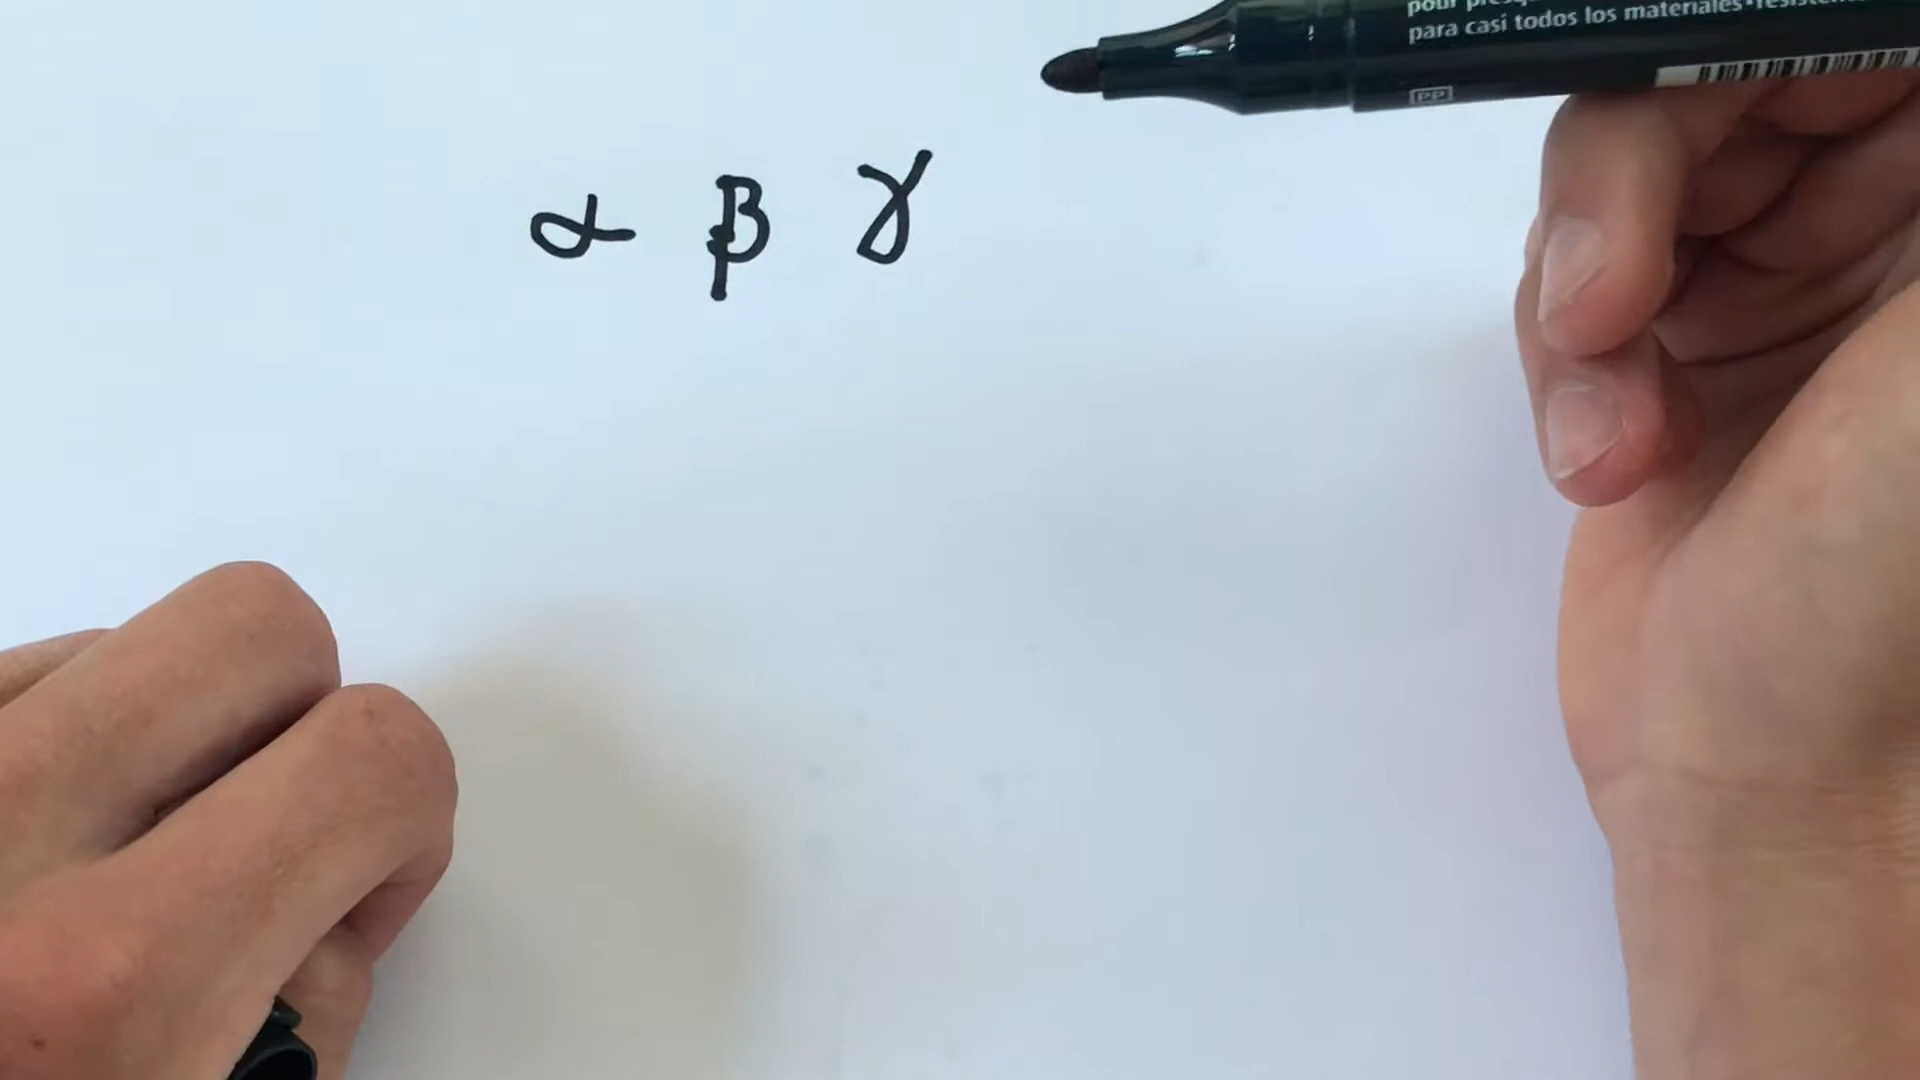 para casi todos los materiales
PP
α β γ